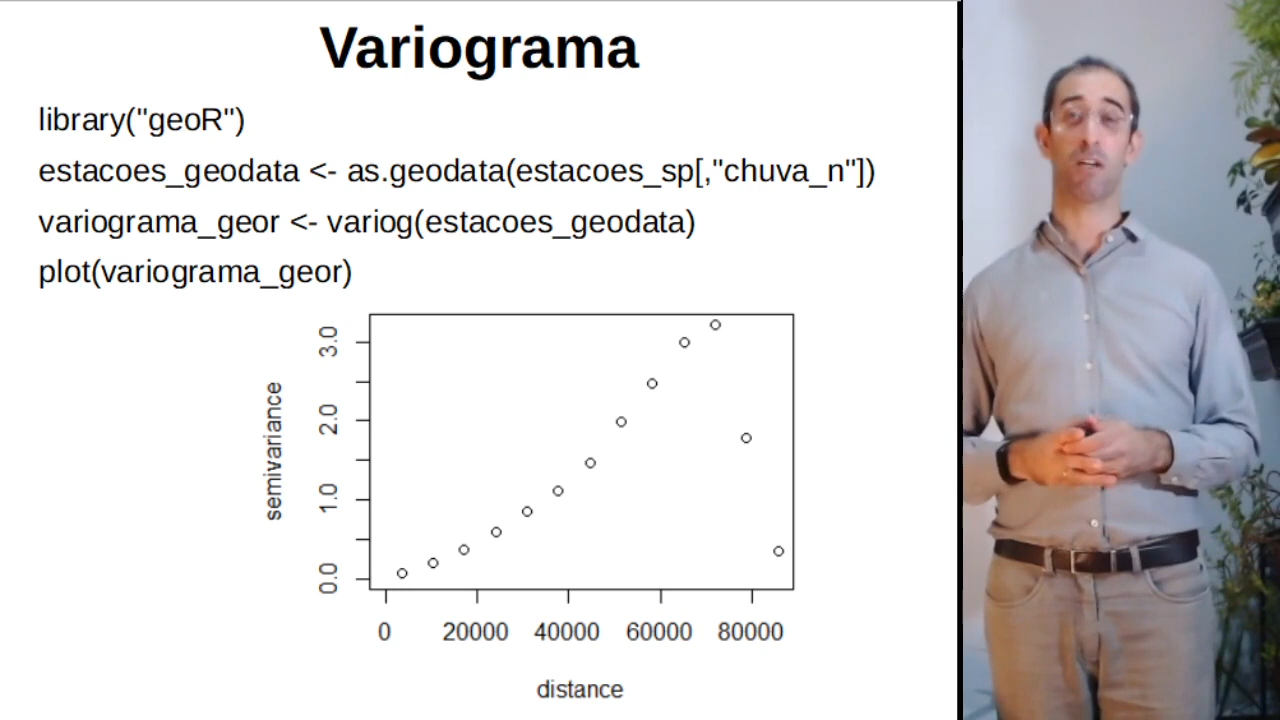 Variograma
library("geoR")
estacoes_geodata <- as.geodata(estacoes_sp[,"chuva_n"])
variograma_geor <- variog(estacoes_geodata)
plot(variograma_geor)
semivariance
3.0
2.0
1.0
0.0
0 20000 40000 60000 80000
distance